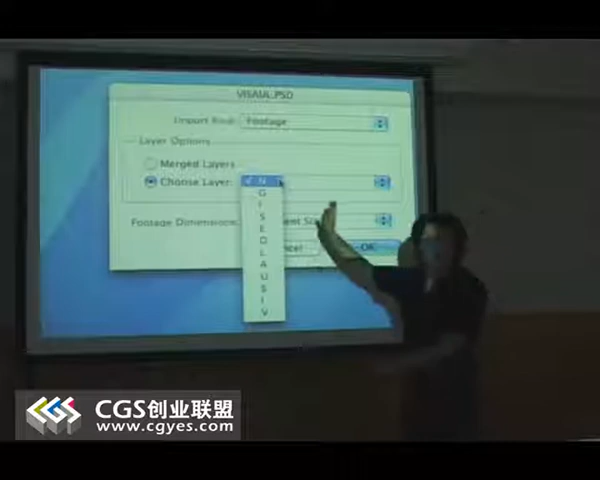 VISAIA.PSD
Import Kind: Footage
Layer Options
Merged Layers
Choose Layer: ✓ N
G
I
S
E
D
L
A
U
S
I
V
Footage Dimensions:
OK
CGS创业联盟
www.cgyes.com